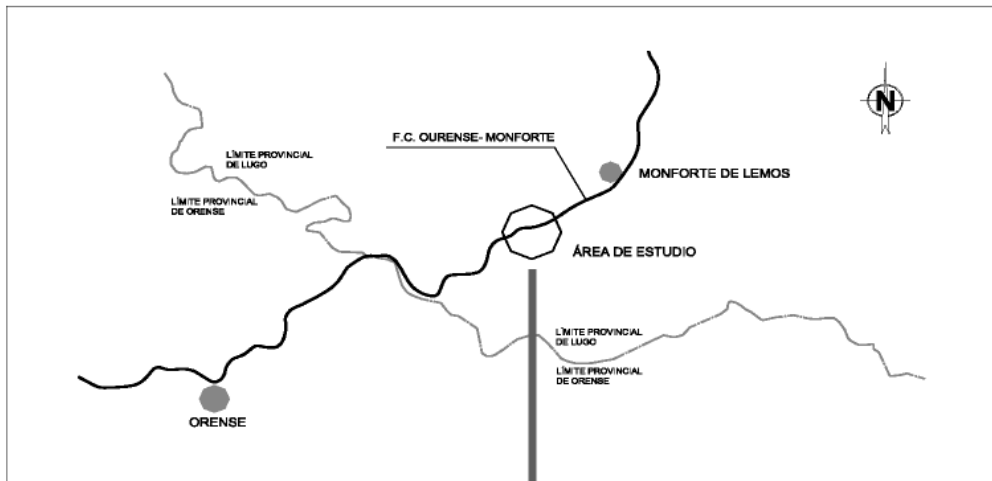 N
F.C. OURENSE- MONFORTE
LÍMITE PROVINCIAL
DE LUGO
MONFORTE DE LEMOS
LÍMITE PROVINCIAL
DE ORENSE
ÁREA DE ESTUDIO
LÍMITE PROVINCIAL
DE LUGO
LÍMITE PROVINCIAL
DE ORENSE
ORENSE